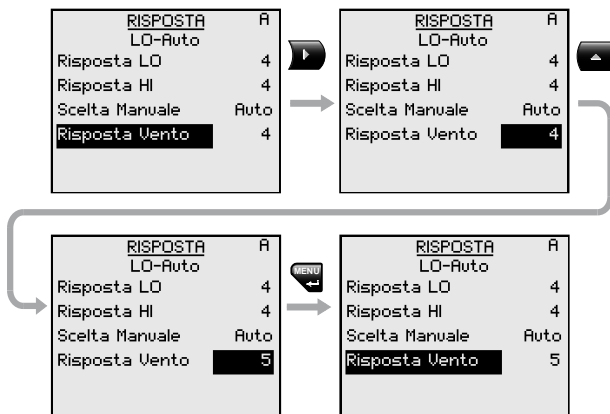 RISPOSTA A
LO-Auto
Risposta LO 4
Risposta HI 4
Scelta Manuale Auto
Risposta Vento 4
RISPOSTA A
LO-Auto
Risposta LO 4
Risposta HI 4
Scelta Manuale Auto
Risposta Vento 4
RISPOSTA A
LO-Auto
Risposta LO 4
Risposta HI 4
Scelta Manuale Auto
Risposta Vento 5
MENU
RISPOSTA A
LO-Auto
Risposta LO 4
Risposta HI 4
Scelta Manuale Auto
Risposta Vento 5